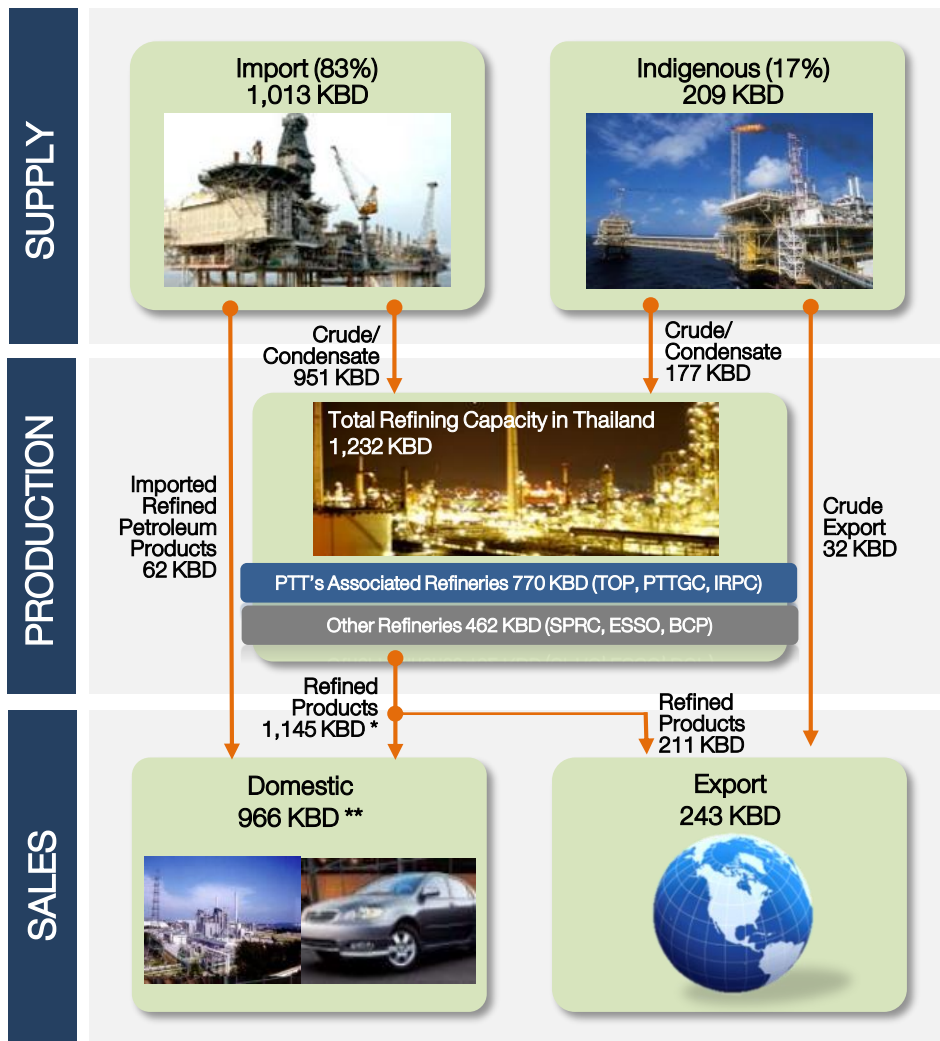 SUPPLY
Import (83%)
1,013 KBD
Indigenous (17%)
209 KBD
Crude/
Condensate
951 KBD
Crude/
Condensate
177 KBD
PRODUCTION
Total Refining Capacity in Thailand
1,232 KBD
Imported
Refined
Petroleum
Products
62 KBD
Crude
Export
32 KBD
PTT's Associated Refineries 770 KBD (TOP, PTTGC, IRPC)
Other Refineries 462 KBD (SPRC, ESSO, BCP)
Refined
Products
1,145 KBD *
Refined
Products
211 KBD
SALES
Domestic
966 KBD **
Export
243 KBD